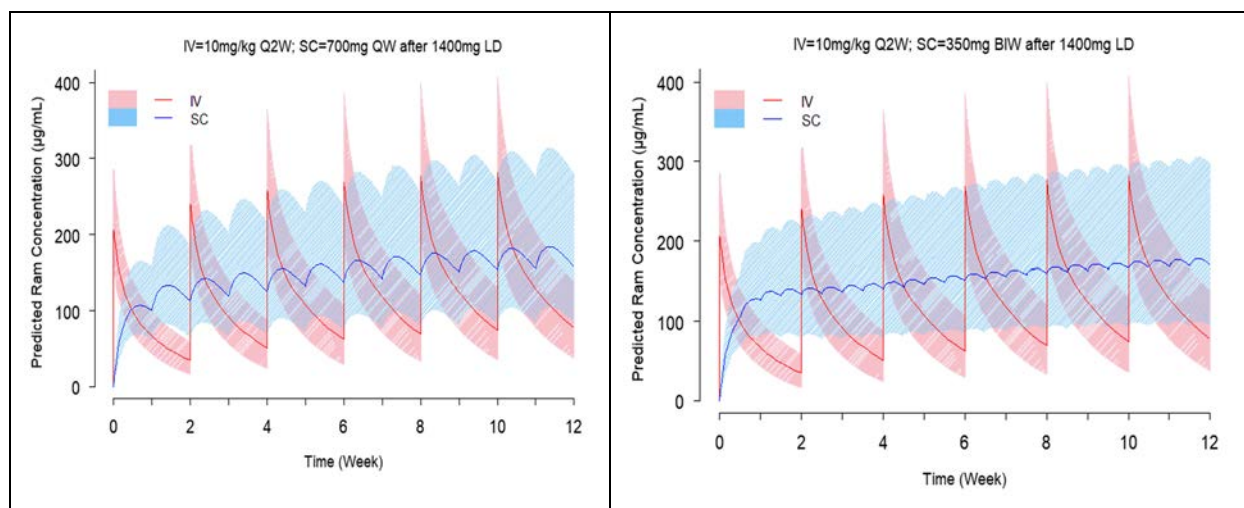 IV=10mg/kg Q2W; SC=700mg QW after 1400mg LD
400
300
200
100
0
Predicted Ram Concentration (µg/mL)
IV
SC
0 2 4 6 8 10 12
Time (Week)
IV=10mg/kg Q2W; SC=350mg BIW after 1400mg LD
400
300
200
100
0
Predicted Ram Concentration (µg/mL)
IV
SC
0 2 4 6 8 10 12
Time (Week)